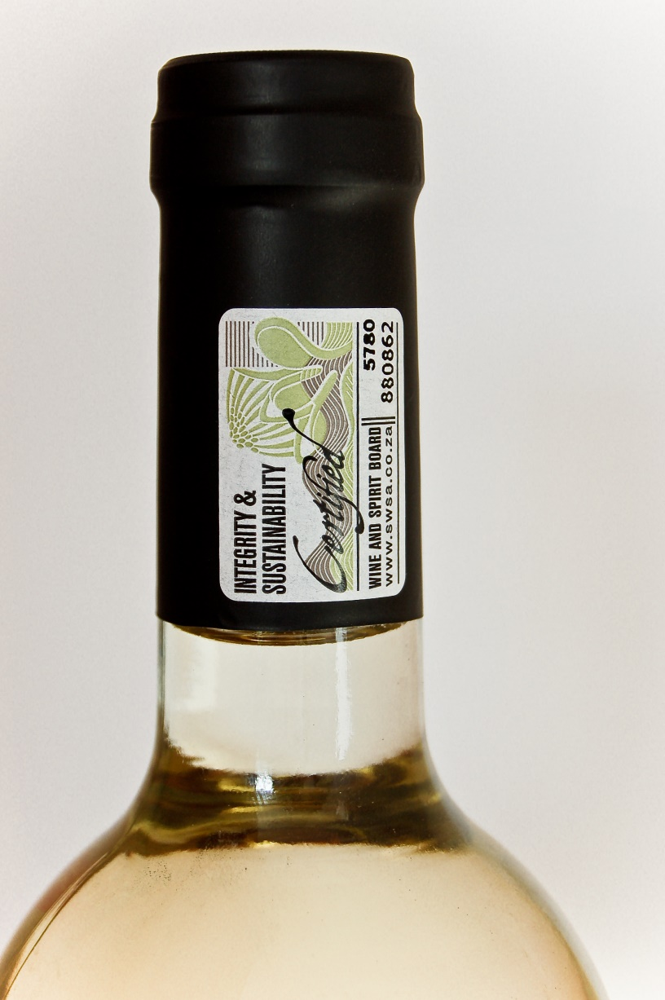 INTEGRITY &
SUSTAINABILITY
Certified
WINE AND SPIRIT BOARD 5780
www.swsa.co.za 880862